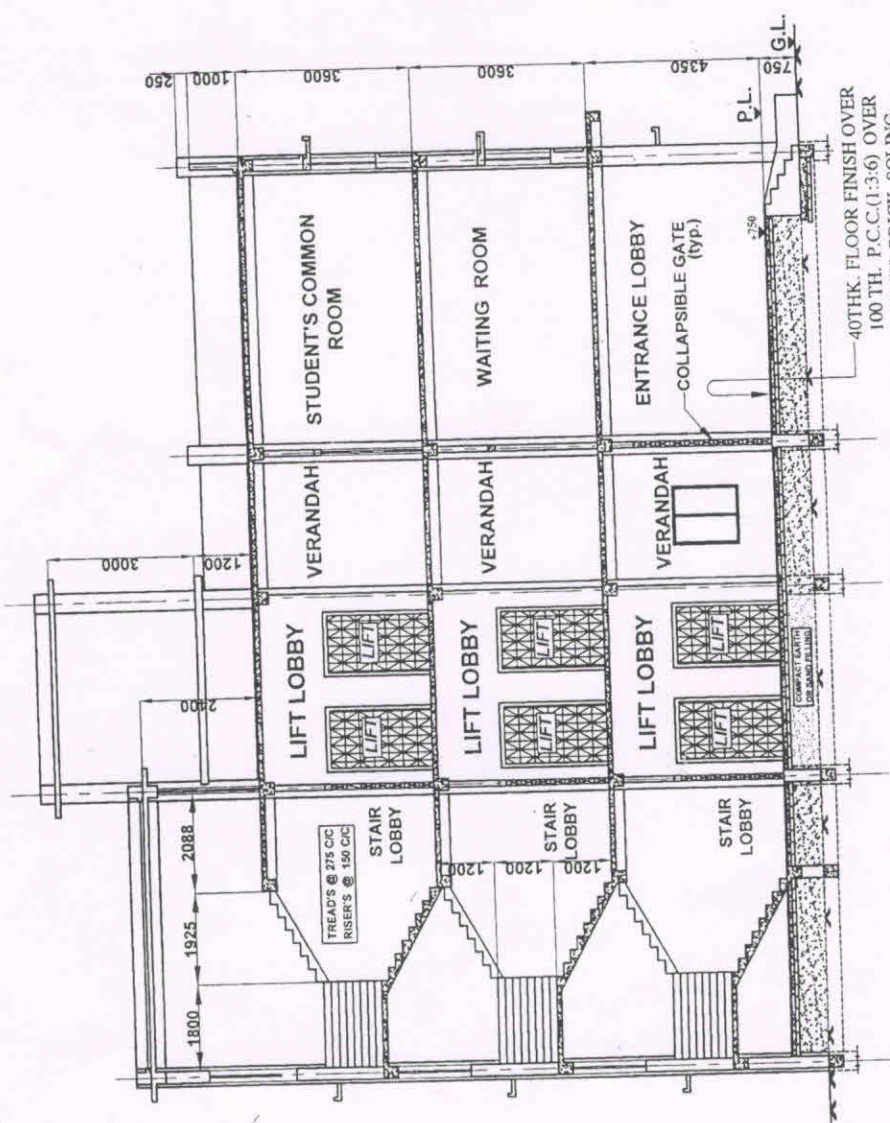 250
1000
3600
3600
4350
750
P.L.
G.L.
+750
3000
1200
2400
2088
1925
1800
STUDENT'S COMMON
ROOM
VERANDAH
LIFT LOBBY
LIFT
LIFT
TREAD'S @ 275 C/C
RISER'S @ 150 C/C
STAIR
LOBBY
WAITING ROOM
VERANDAH
LIFT LOBBY
LIFT
LIFT
STAIR
LOBBY
1200
1200
1200
ENTRANCE LOBBY
COLLAPSIBLE GATE
(typ.)
VERANDAH
LIFT LOBBY
LIFT
LIFT
STAIR
LOBBY
COMPACT EARTH
OR SAND FILLING
40THK. FLOOR FINISH OVER
100 TH. P.C.C.(1:3:6) OVER
SOLING